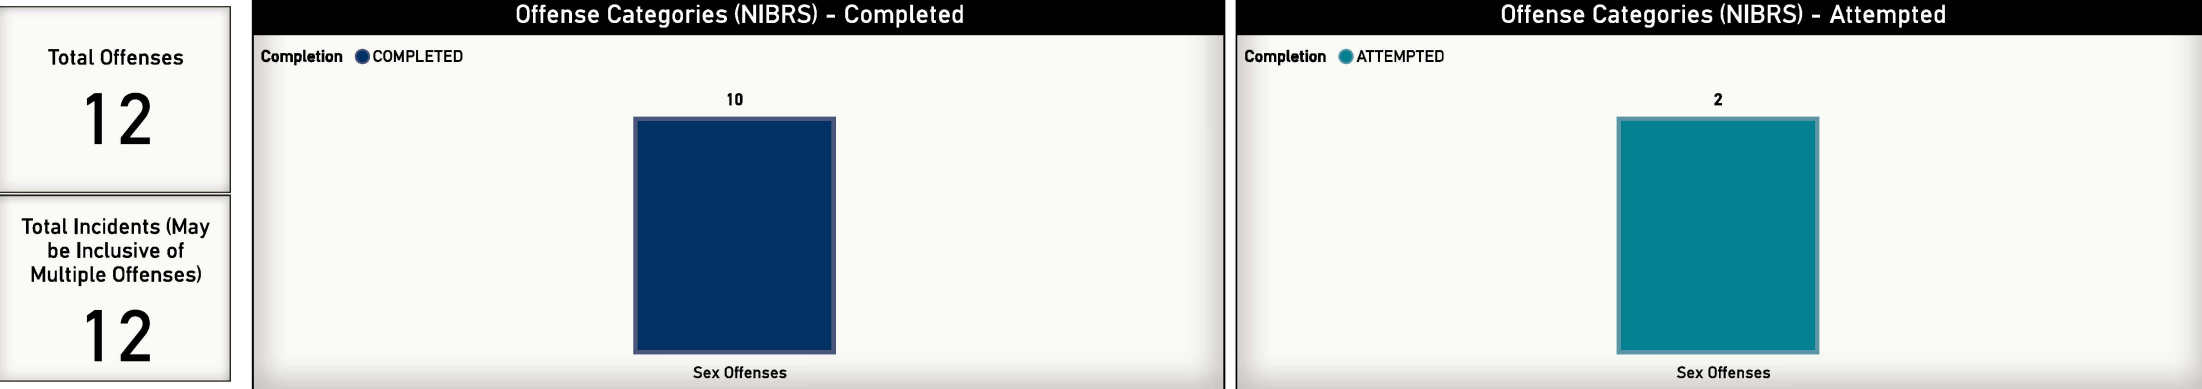 Total Offenses
12
Total Incidents (May
be Inclusive of
Multiple Offenses)
12
Offense Categories (NIBRS) - Completed
Completion COMPLETED
10
Sex Offenses
Offense Categories (NIBRS) - Attempted
Completion ATTEMPTED
2
Sex Offenses